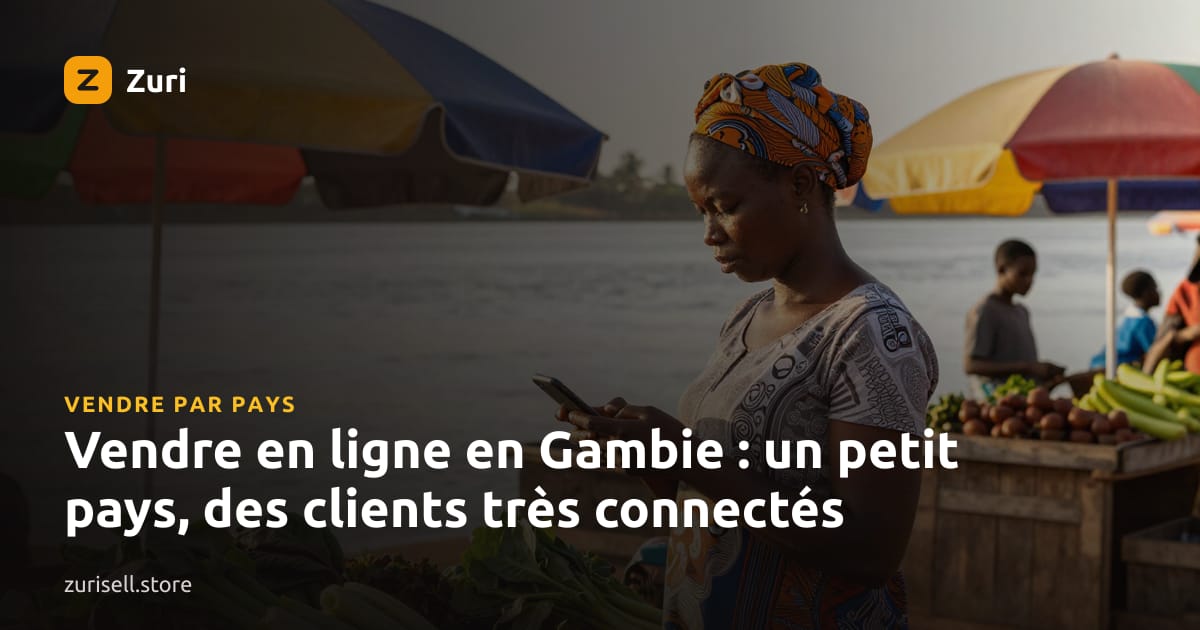 Z
Zuri
VENDRE PAR PAYS
Vendre en ligne en Gambie : un petit
pays, des clients très connectés
zurisell.store